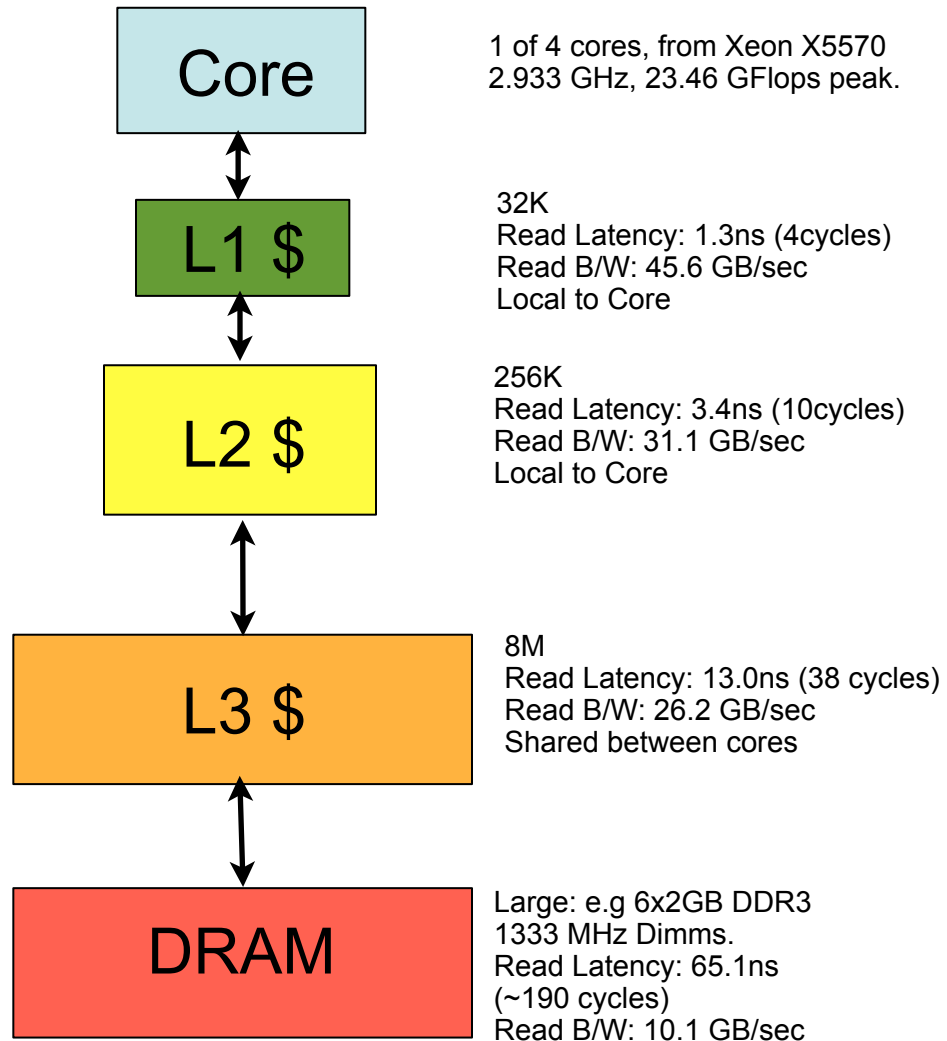 Core
1 of 4 cores, from Xeon X5570
2.933 GHz, 23.46 GFlops peak.
L1 $
32K
Read Latency: 1.3ns (4cycles)
Read B/W: 45.6 GB/sec
Local to Core
L2 $
256K
Read Latency: 3.4ns (10cycles)
Read B/W: 31.1 GB/sec
Local to Core
L3 $
8M
Read Latency: 13.0ns (38 cycles)
Read B/W: 26.2 GB/sec
Shared between cores
DRAM
Large: e.g 6x2GB DDR3
1333 MHz Dimms.
Read Latency: 65.1ns
(~190 cycles)
Read B/W: 10.1 GB/sec